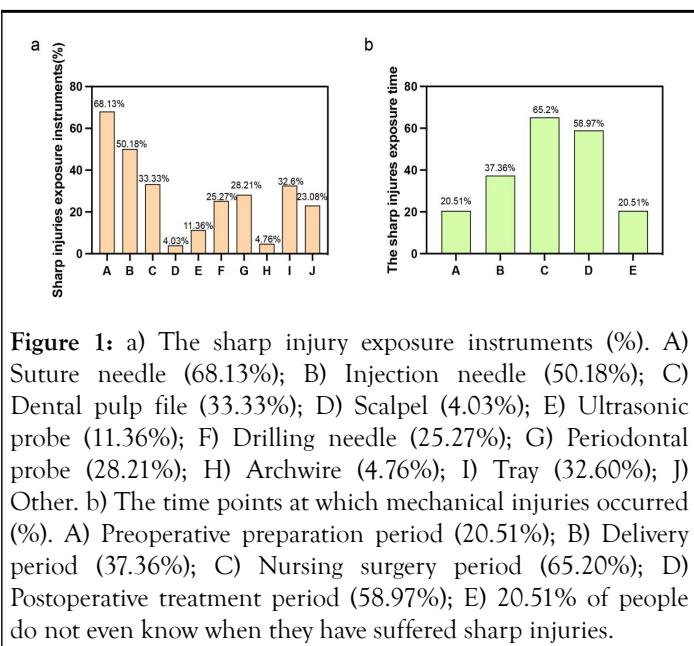 a
b
Sharp injuries exposure instruments(%)
80
60
40
20
0
68.13%
50.18%
33.33%
4.03%
11.36%
25.27%
28.21%
4.76%
32.6%
23.08%
A B C D E F G H I J
The sharp injures exposure time
80
60
40
20
0
20.51%
37.36%
65.2%
58.97%
20.51%
A B C D E
Figure 1: a) The sharp injury exposure instruments (%). A)
Suture needle (68.13%); B) Injection needle (50.18%); C)
Dental pulp file (33.33%); D) Scalpel (4.03%); E) Ultrasonic
probe (11.36%); F) Drilling needle (25.27%); G) Periodontal
probe (28.21%); H) Archwire (4.76%); I) Tray (32.60%); J)
Other. b) The time points at which mechanical injuries occurred
(%). A) Preoperative preparation period (20.51%); B) Delivery
period (37.36%); C) Nursing surgery period (65.20%); D)
Postoperative treatment period (58.97%); E) 20.51% of people
do not even know when they have suffered sharp injuries.